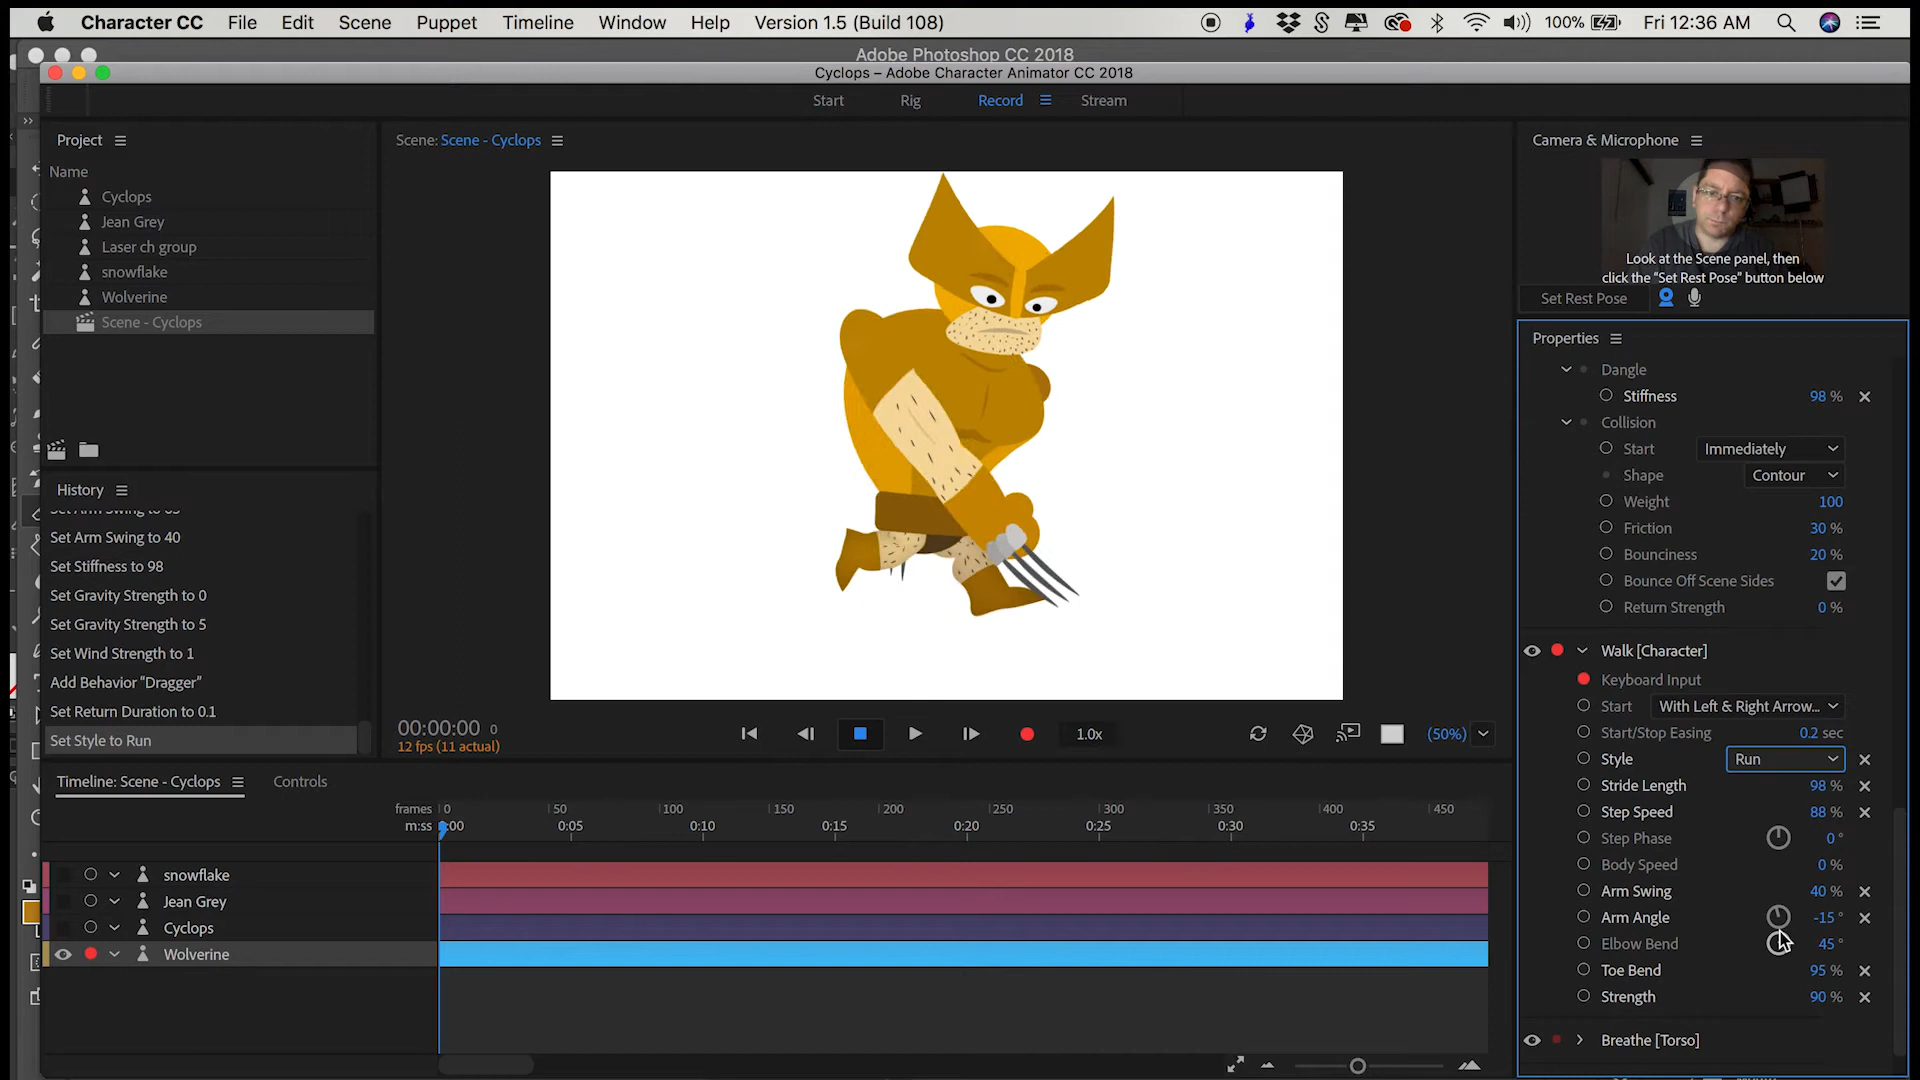 Character CC File Edit Scene Puppet Timeline Window Help Version 1.5 (Build 108) 100% Fri 12:36 AM
Adobe Photoshop CC 2018
Cyclops – Adobe Character Animator CC 2018
Start Rig Record Stream
Project
Name
Cyclops
Jean Grey
Laser ch group
snowflake
Wolverine
Scene - Cyclops
History
Set Arm Swing to 40
Set Stiffness to 98
Set Gravity Strength to 0
Set Gravity Strength to 5
Set Wind Strength to 1
Add Behavior “Dragger”
Set Return Duration to 0.1
Set Style to Run
Scene: Scene - Cyclops
00:00:00 0
12 fps (11 actual)
1.0x
(50%)
Camera & Microphone
Look at the Scene panel, then
click the “Set Rest Pose” button below
Set Rest Pose
Properties
Dangle
Stiffness 98 %
Collision
Start Immediately
Shape Contour
Weight 100
Friction 30 %
Bounciness 20 %
Bounce Off Scene Sides
Return Strength 0 %
Walk [Character]
Keyboard Input
Start With Left & Right Arrow...
Start/Stop Easing 0.2 sec
Style Run
Stride Length 98 %
Step Speed 88 %
Step Phase 0 °
Body Speed 0 %
Arm Swing 40 %
Arm Angle -15 °
Elbow Bend 45 °
Toe Bend 95 %
Strength 90 %
Breathe [Torso]
Timeline: Scene - Cyclops Controls
frames 0 50 100 150 200 250 300 350 400 450
m:ss 0:00 0:05 0:10 0:15 0:20 0:25 0:30 0:35
snowflake
Jean Grey
Cyclops
Wolverine